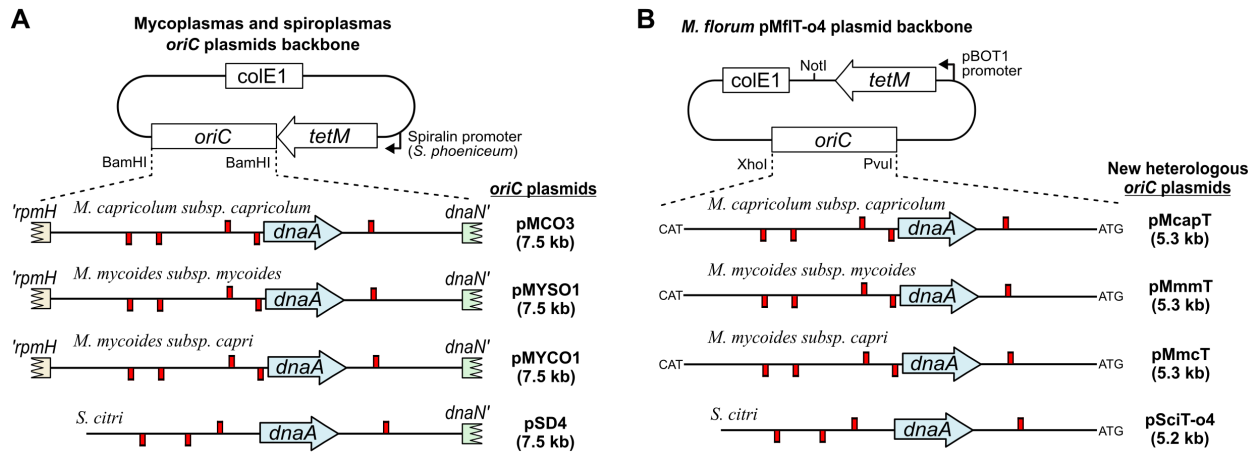 A
Mycoplasmas and spiroplasmas
oriC plasmids backbone
colE1
oriC
tetM
Spiralin promoter
(S. phoeniceum)
BamHI
BamHI
oriC plasmids
'rpmH
M. capricolum subsp. capricolum
dnaN'
dnaA
pMCO3
(7.5 kb)
'rpmH
M. mycoides subsp. mycoides
dnaN'
dnaA
pMYSO1
(7.5 kb)
'rpmH
M. mycoides subsp. capri
dnaN'
dnaA
pMYCO1
(7.5 kb)
S. citri
dnaN'
dnaA
pSD4
(7.5 kb)
B
M. florum pMflT-o4 plasmid backbone
colE1
NotI
tetM
pBOT1
promoter
oriC
XhoI
PvuI
New heterologous
oriC plasmids
M. capricolum subsp. capricolum
CAT
dnaA
ATG
pMcapT
(5.3 kb)
M. mycoides subsp. mycoides
CAT
dnaA
ATG
pMmmT
(5.3 kb)
M. mycoides subsp. capri
CAT
dnaA
ATG
pMmcT
(5.3 kb)
S. citri
dnaA
ATG
pSciT-o4
(5.2 kb)